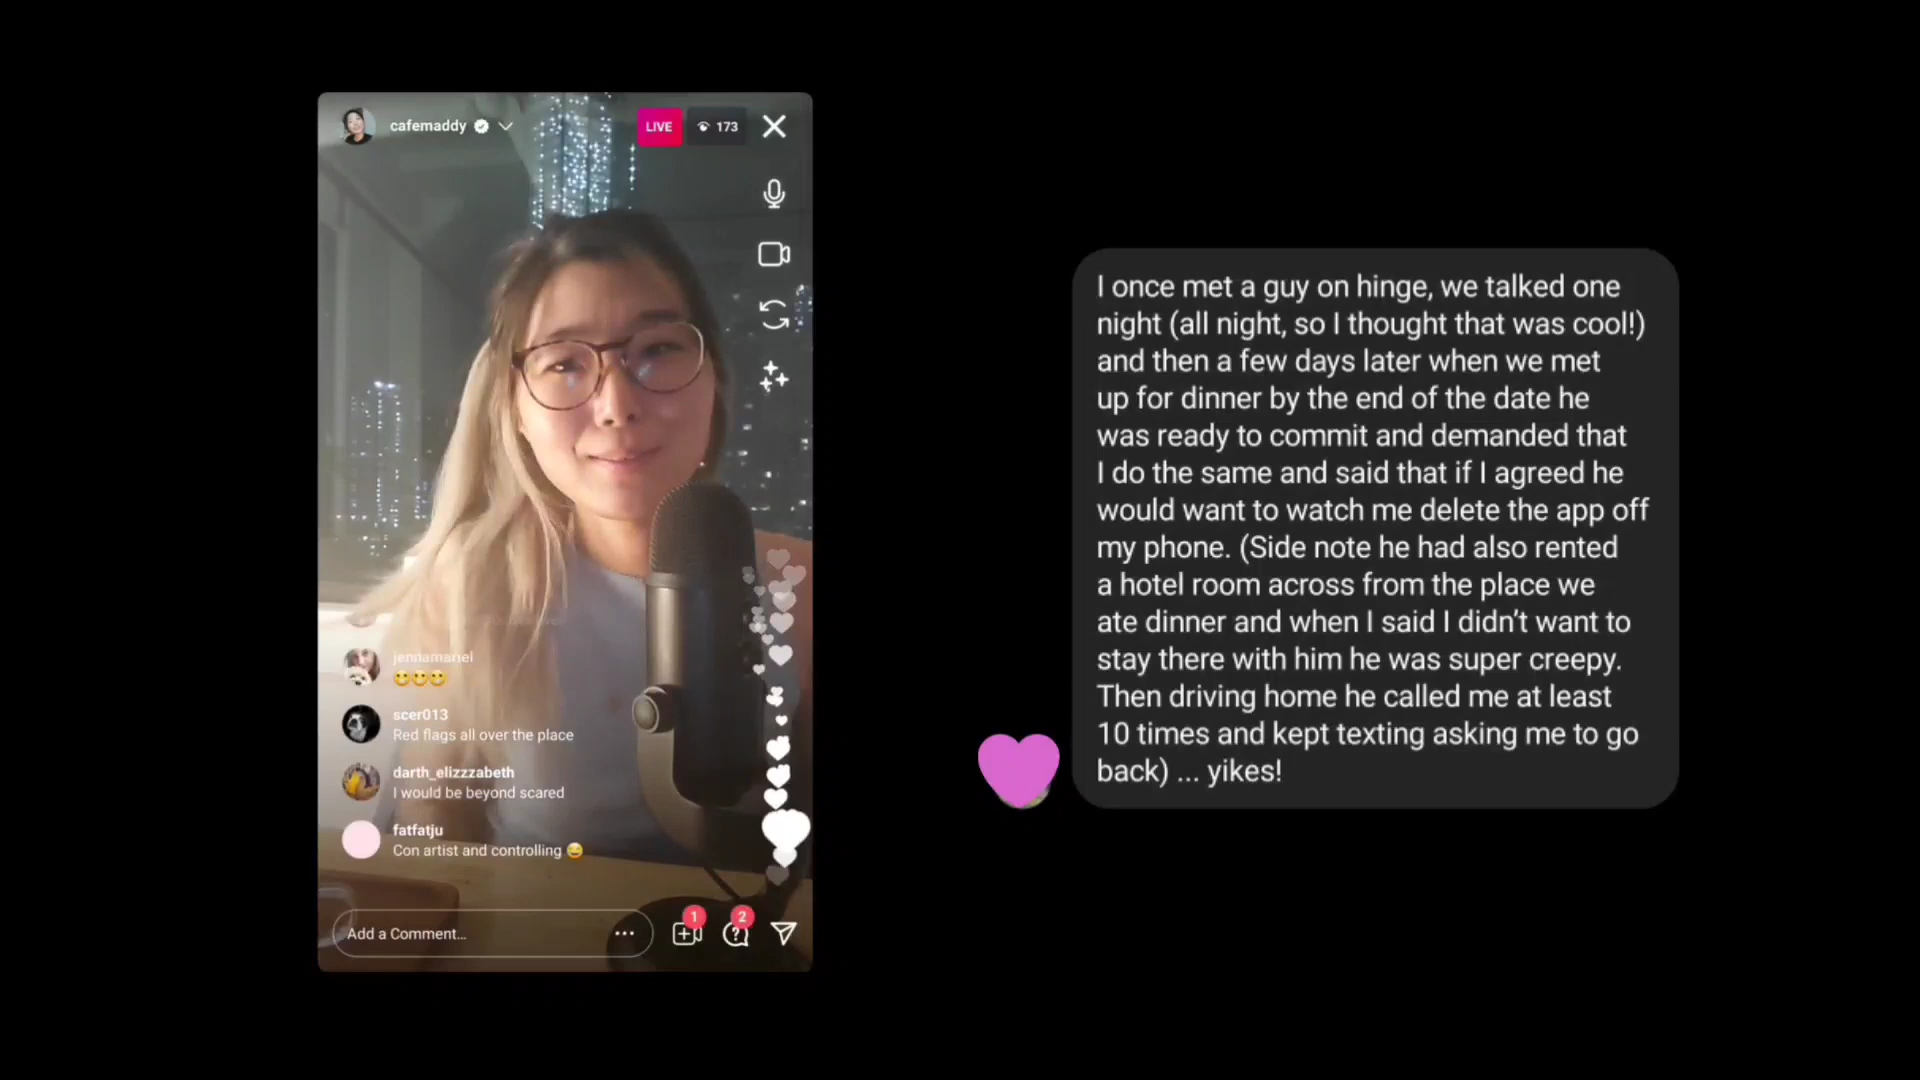 cafemaddy
LIVE
173
jennamariel
scer013
Red flags all over the place
darth_elizzzabeth
I would be beyond scared
fatfatju
Con artist and controlling
Add a Comment...
1
2
I once met a guy on hinge, we talked one
night (all night, so I thought that was cool!)
and then a few days later when we met
up for dinner by the end of the date he
was ready to commit and demanded that
I do the same and said that if I agreed he
would want to watch me delete the app off
my phone. (Side note he had also rented
a hotel room across from the place we
ate dinner and when I said I didn’t want to
stay there with him he was super creepy.
Then driving home he called me at least
10 times and kept texting asking me to go
back) ... yikes!